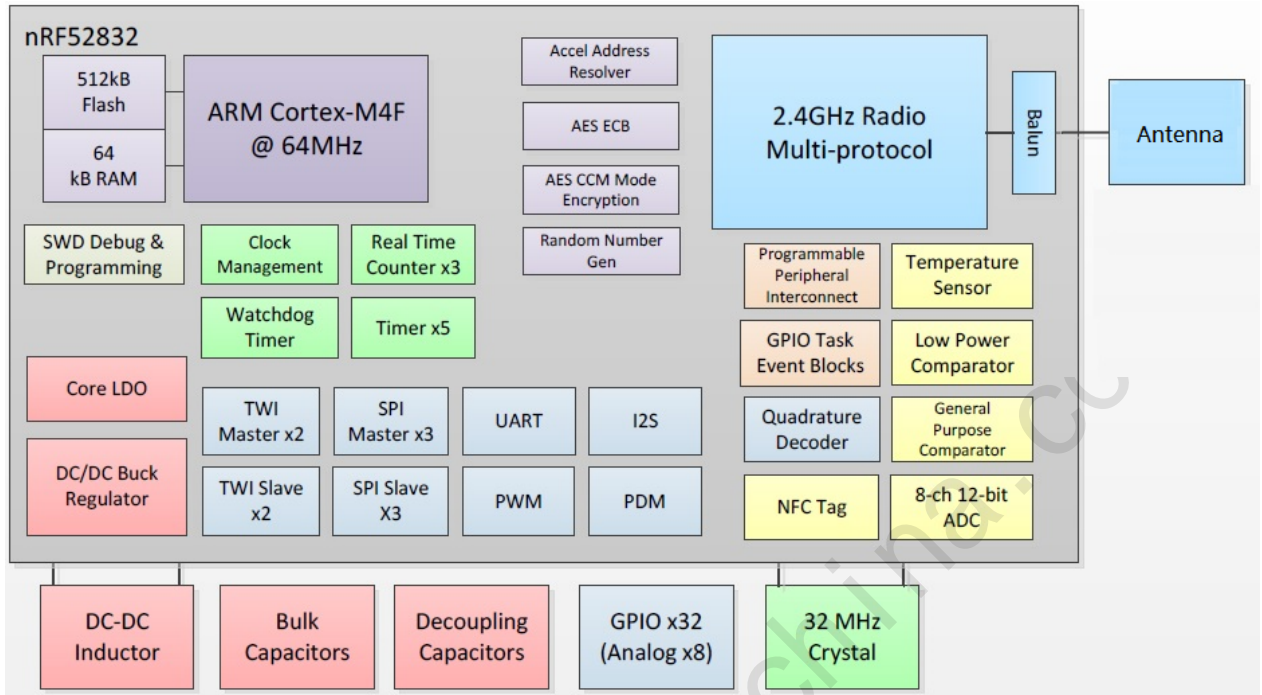 nRF52832
512kB
Flash
64
kB RAM
ARM Cortex-M4F
@ 64MHz
Accel Address
Resolver
AES ECB
AES CCM Mode
Encryption
Random Number
Gen
2.4GHz Radio
Multi-protocol
Balun
Antenna
SWD Debug &
Programming
Clock
Management
Real Time
Counter x3
Watchdog
Timer
Timer x5
Programmable
Peripheral
Interconnect
Temperature
Sensor
GPIO Task
Event Blocks
Low Power
Comparator
Core LDO
DC/DC Buck
Regulator
TWI
Master x2
SPI
Master x3
UART
I2S
TWI Slave
x2
SPI Slave
X3
PWM
PDM
Quadrature
Decoder
General
Purpose
Comparator
NFC Tag
8-ch 12-bit
ADC
DC-DC
Inductor
Bulk
Capacitors
Decoupling
Capacitors
GPIO x32
(Analog x8)
32 MHz
Crystal